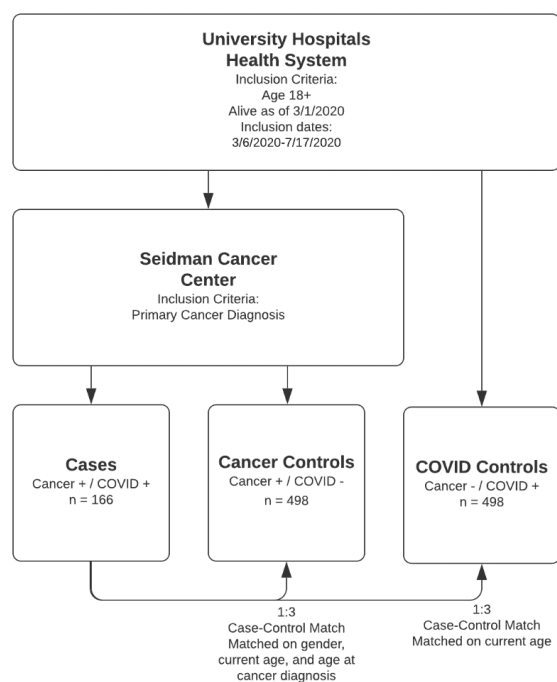 University Hospitals
Health System
Inclusion Criteria:
Age 18+
Alive as of 3/1/2020
Inclusion dates:
3/6/2020-7/17/2020
Seidman Cancer
Center
Inclusion Criteria:
Primary Cancer Diagnosis
Cases
Cancer + / COVID +
n = 166
Cancer Controls
Cancer + / COVID -
n = 498
COVID Controls
Cancer - / COVID +
n = 498
1:3
Case-Control Match
Matched on gender,
current age, and age at
cancer diagnosis
1:3
Case-Control Match
Matched on current age